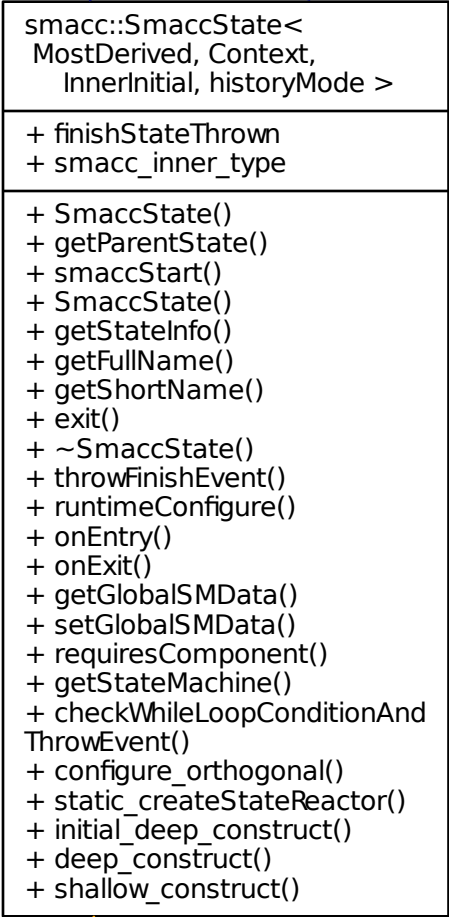 smacc::SmaccState<
MostDerived, Context,
InnerInitial, historyMode >
+ finishStateThrown
+ smacc_inner_type
+ SmaccState()
+ getParentState()
+ smaccStart()
+ SmaccState()
+ getStateInfo()
+ getFullName()
+ getShortName()
+ exit()
+ ~SmaccState()
+ throwFinishEvent()
+ runtimeConfigure()
+ onEntry()
+ onExit()
+ getGlobalSMData()
+ setGlobalSMData()
+ requiresComponent()
+ getStateMachine()
+ checkWhileLoopConditionAnd
ThrowEvent()
+ configure_orthogonal()
+ static_createStateReactor()
+ initial_deep_construct()
+ deep_construct()
+ shallow_construct()